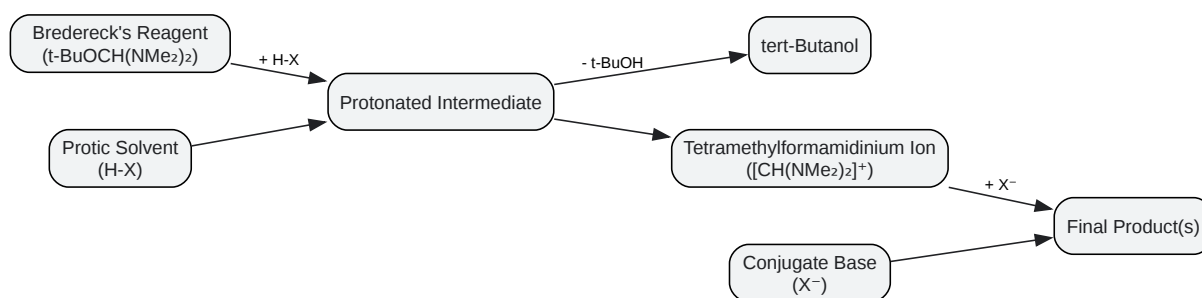 Bredereck's Reagent
(t-BuOCH(NMe₂)₂)
+ H-X
Protic Solvent
(H-X)
Protonated Intermediate
- t-BuOH
tert-Butanol
Tetramethylformamidinium Ion
([CH(NMe₂)₂]⁺)
+ X⁻
Conjugate Base
(X⁻)
Final Product(s)